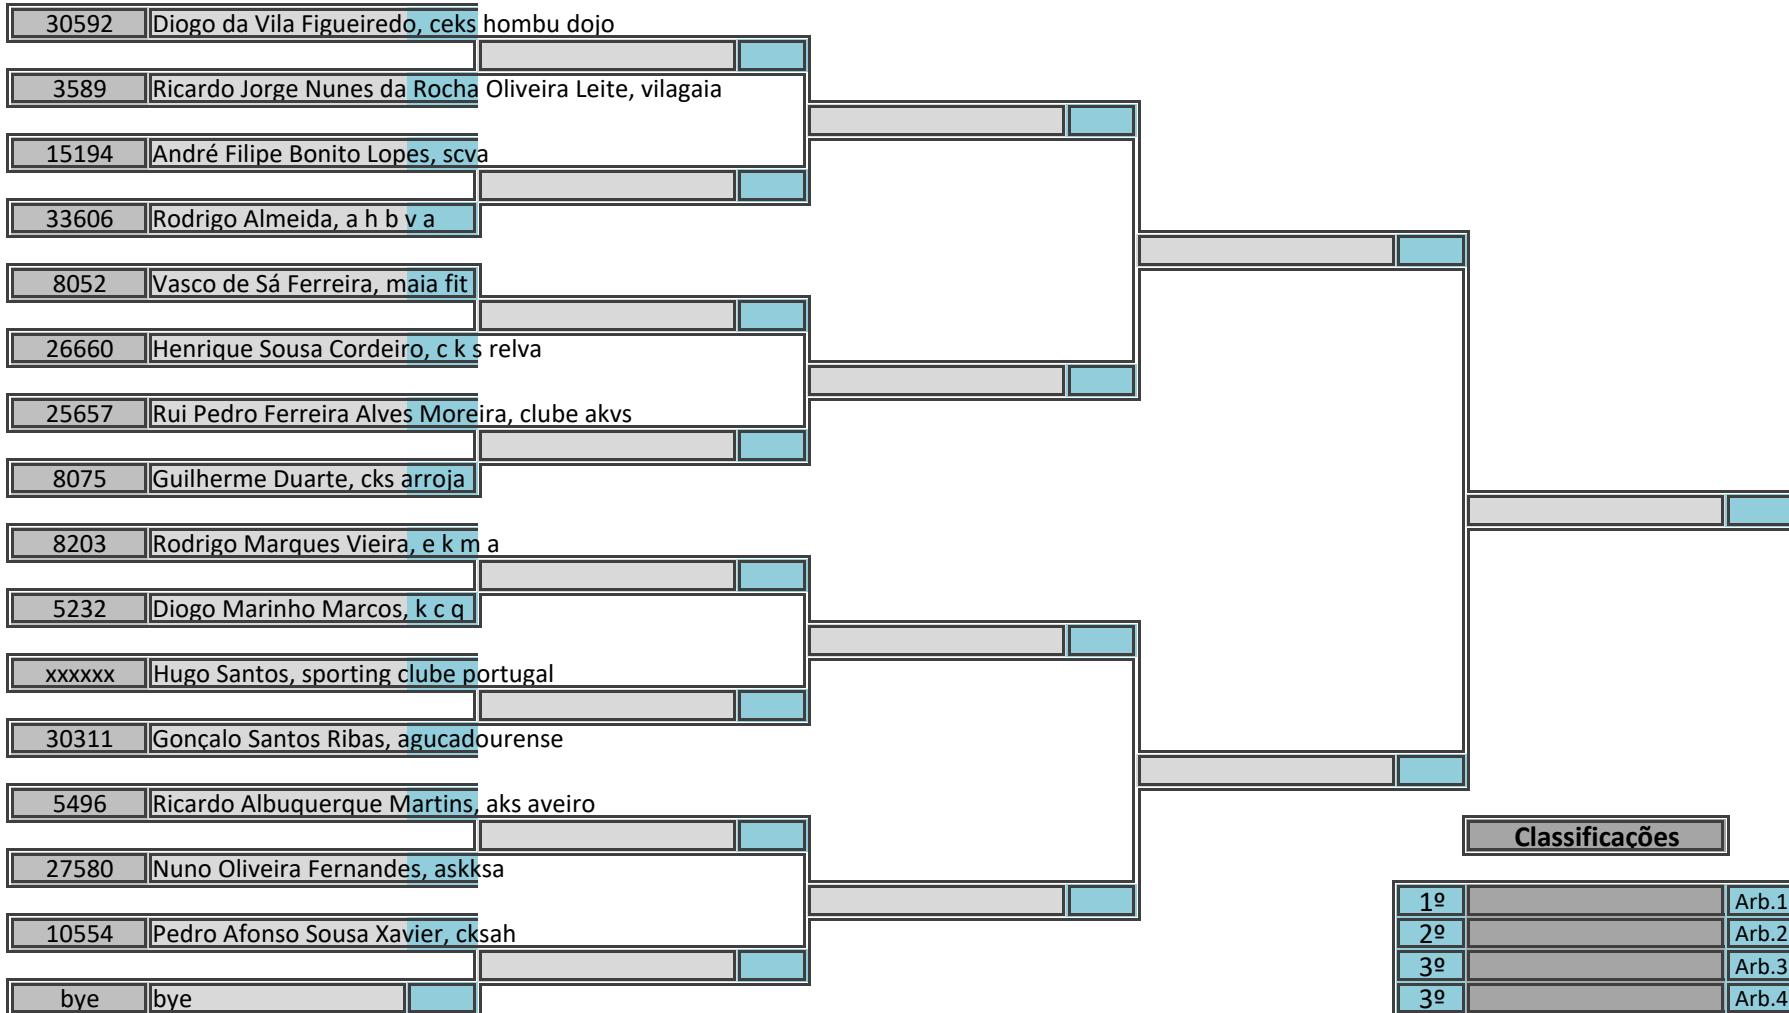 30592 Diogo da Vila Figueiredo, ceks hombu dojo
3589 Ricardo Jorge Nunes da Rocha Oliveira Leite, vilagaia
15194 André Filipe Bonito Lopes, scva
33606 Rodrigo Almeida, a h b v a
8052 Vasco de Sá Ferreira, maia fit
26660 Henrique Sousa Cordeiro, c k s relva
25657 Rui Pedro Ferreira Alves Moreira, clube akvs
8075 Guilherme Duarte, cks arroja
8203 Rodrigo Marques Vieira, e k m a
5232 Diogo Marinho Marcos, k c q
xxxxxx Hugo Santos, sporting clube portugal
30311 Gonçalo Santos Ribas, agucadourense
5496 Ricardo Albuquerque Martins, aks aveiro
27580 Nuno Oliveira Fernandes, askksa
10554 Pedro Afonso Sousa Xavier, cksah
bye bye
Classificações
1º Arb.1
2º Arb.2
3º Arb.3
3º Arb.4